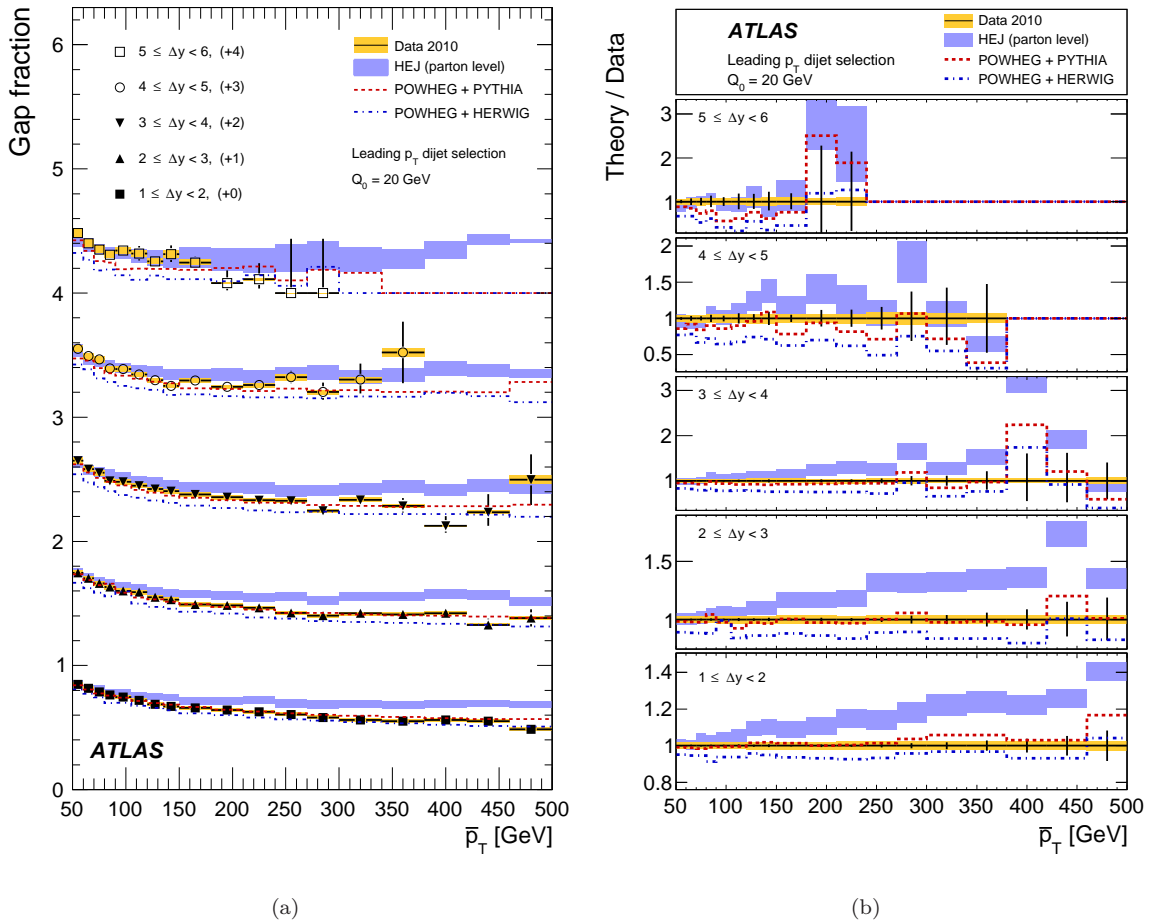 Gap fraction
6
5 ≤ Δy < 6, (+4)
4 ≤ Δy < 5, (+3)
3 ≤ Δy < 4, (+2)
2 ≤ Δy < 3, (+1)
1 ≤ Δy < 2, (+0)
Data 2010
HEJ (parton level)
POWHEG + PYTHIA
POWHEG + HERWIG
Leading p_T dijet selection
Q_0 = 20 GeV
5
4
3
2
1
0
ATLAS
50 100 150 200 250 300 350 400 450 500
p̅_T [GeV]
(a)
Theory / Data
ATLAS
Leading p_T dijet selection
Q_0 = 20 GeV
Data 2010
HEJ (parton level)
POWHEG + PYTHIA
POWHEG + HERWIG
5 ≤ Δy < 6
3
2
1
4 ≤ Δy < 5
2
1.5
1
0.5
3 ≤ Δy < 4
3
2
1
2 ≤ Δy < 3
1.5
1
1 ≤ Δy < 2
1.4
1.2
1
0.8
50 100 150 200 250 300 350 400 450 500
p̅_T [GeV]
(b)